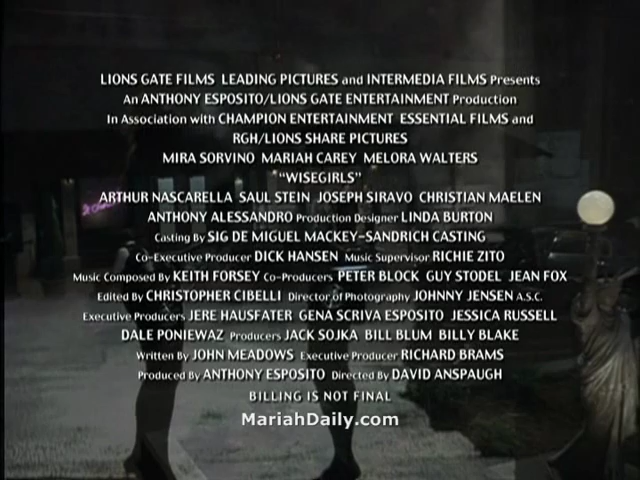 LIONS GATE FILMS LEADING PICTURES and INTERMEDIA FILMS Presents
An ANTHONY ESPOSITO/LIONS GATE ENTERTAINMENT Production
In Association with CHAMPION ENTERTAINMENT ESSENTIAL FILMS and
RGH/LIONS SHARE PICTURES
MIRA SORVINO MARIAH CAREY MELORA WALTERS
"WISEGIRLS"
ARTHUR NASCARELLA SAUL STEIN JOSEPH SIRAVO CHRISTIAN MAELEN
ANTHONY ALESSANDRO Production Designer LINDA BURTON
Casting By SIG DE MIGUEL MACKEY-SANDRICH CASTING
Co-Executive Producer DICK HANSEN Music Supervisor RICHIE ZITO
Music Composed By KEITH FORSEY Co-Producers PETER BLOCK GUY STODEL JEAN FOX
Edited By CHRISTOPHER CIBELLI Director of Photography JOHNNY JENSEN A.S.C.
Executive Producers JERE HAUSFATER GENA SCRIVA ESPOSITO JESSICA RUSSELL
DALE PONIEWAZ Producers JACK SOJKA BILL BLUM BILLY BLAKE
Written By JOHN MEADOWS Executive Producer RICHARD BRAMS
Produced By ANTHONY ESPOSITO Directed By DAVID ANSPAUGH
BILLING IS NOT FINAL
MariahDaily.com